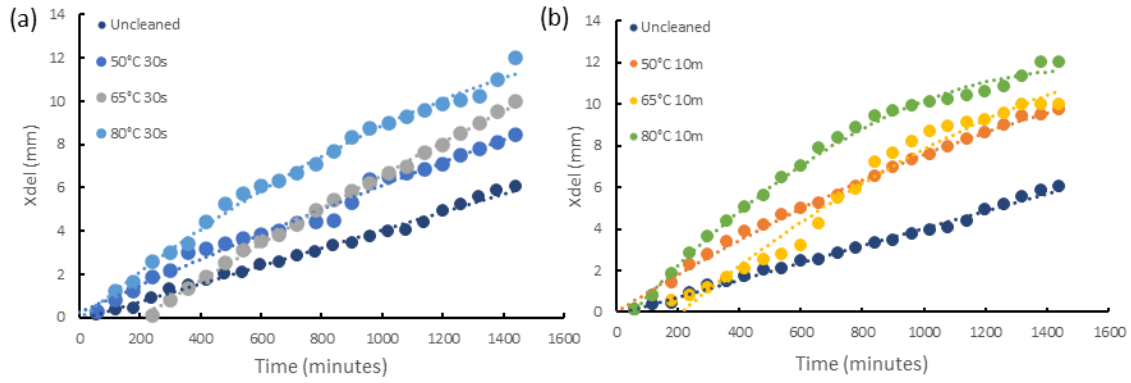 (a)
14
12
10
8
6
4
2
0
Xdel (mm)
Uncleaned
50°C 30s
65°C 30s
80°C 30s
0 200 400 600 800 1000 1200 1400 1600
Time (minutes)
(b)
14
12
10
8
6
4
2
0
Xdel (mm)
Uncleaned
50°C 10m
65°C 10m
80°C 10m
0 200 400 600 800 1000 1200 1400 1600
Time (minutes)